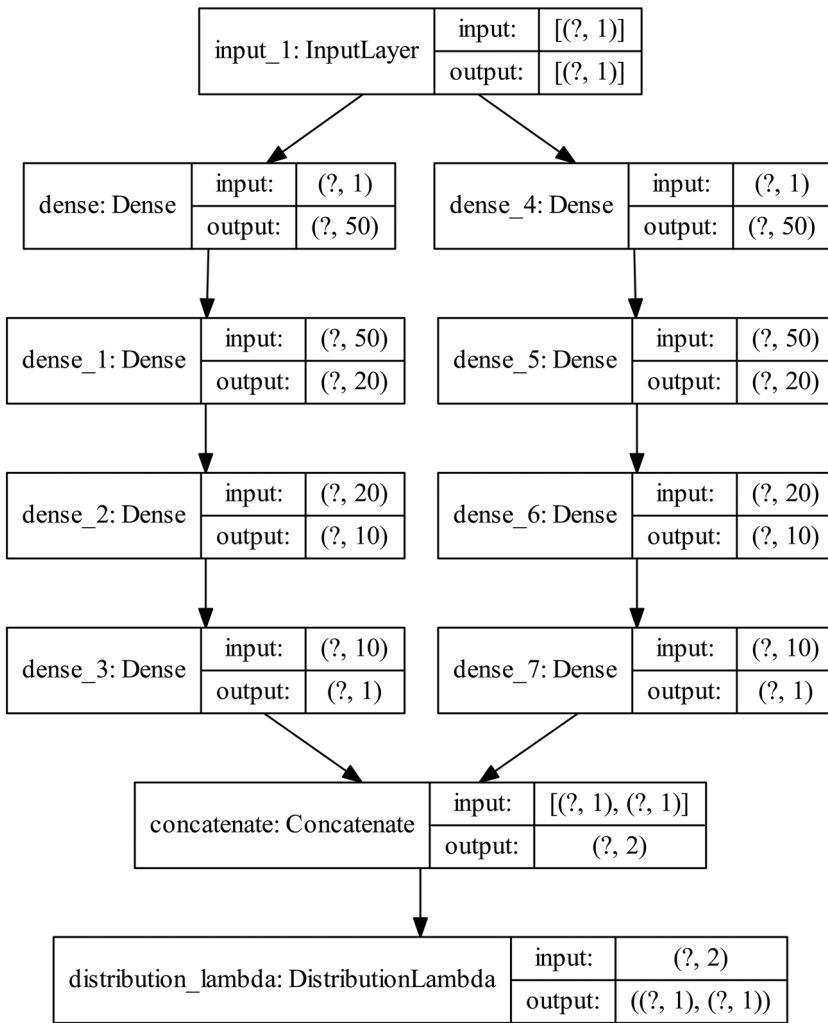 input_1: InputLayer
input: [(?, 1)]
output: [(?, 1)]
dense: Dense
input: (?, 1)
output: (?, 50)
dense_4: Dense
input: (?, 1)
output: (?, 50)
dense_1: Dense
input: (?, 50)
output: (?, 20)
dense_5: Dense
input: (?, 50)
output: (?, 20)
dense_2: Dense
input: (?, 20)
output: (?, 10)
dense_6: Dense
input: (?, 20)
output: (?, 10)
dense_3: Dense
input: (?, 10)
output: (?, 1)
dense_7: Dense
input: (?, 10)
output: (?, 1)
concatenate: Concatenate
input: [(?, 1), (?, 1)]
output: (?, 2)
distribution_lambda: DistributionLambda
input: (?, 2)
output: ((?, 1), (?, 1))